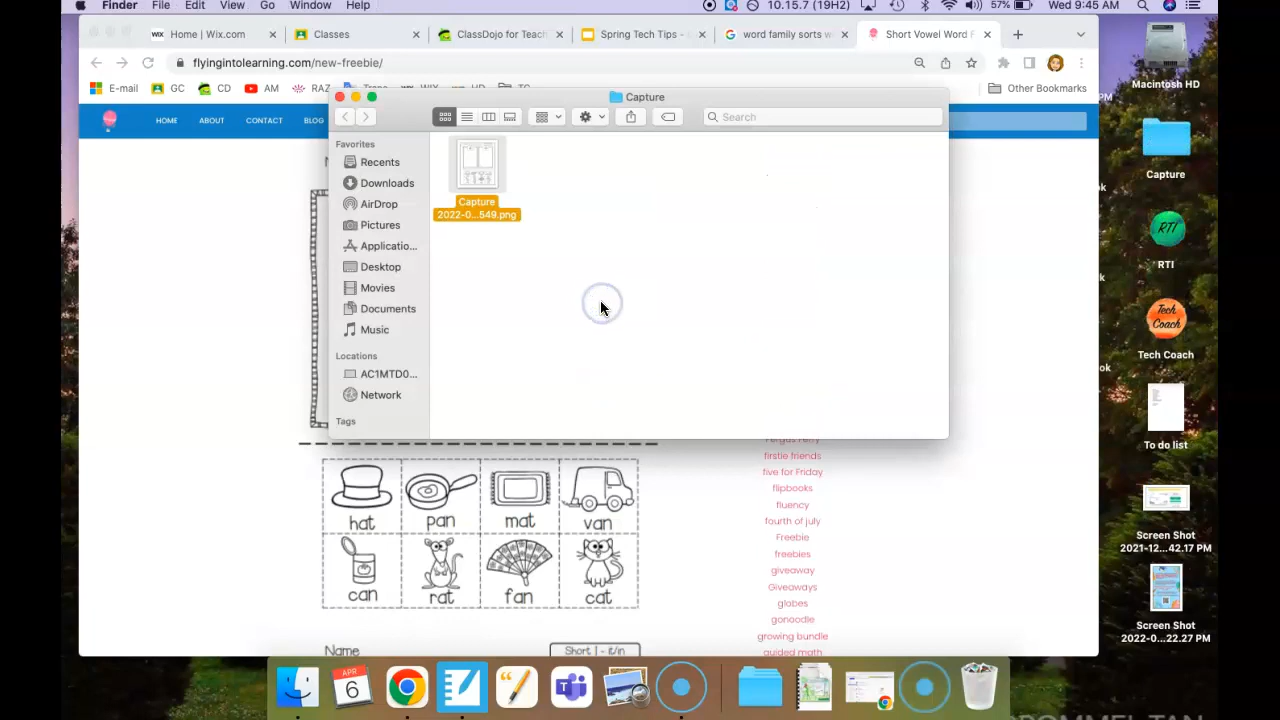 Finder File Edit View Go Window Help 10.15.7 (19H2) 57% Wed 9:45 AM
WIX Home | Wix.com Classes ClassDojo for Teach Spring Tech Tips - G word family sorts w Short Vowel Word F
flyingintolearning.com/new-freebie/
E-mail GC CD AM RAZ Other Bookmarks
Macintosh HD
Capture
HOME ABOUT CONTACT BLOG
Search
Favorites
Recents
Downloads
AirDrop
Pictures
Applicatio...
Desktop
Movies
Documents
Music
Locations
AC1MTD0...
Network
Tags
Capture
2022-0...549.png
Capture
RTI
RTI
Tech
Coach
Tech Coach
To do list
Screen Shot
2021-12...42.17 PM
Screen Shot
2022-0...22.27 PM
firstie friends
five for Friday
flipbooks
fluency
fourth of july
Freebie
freebies
giveaway
Giveaways
globes
gonoodle
growing bundle
guided math
hat pan mat van
can rat fan cat
Name Short I - it/in
APR
6